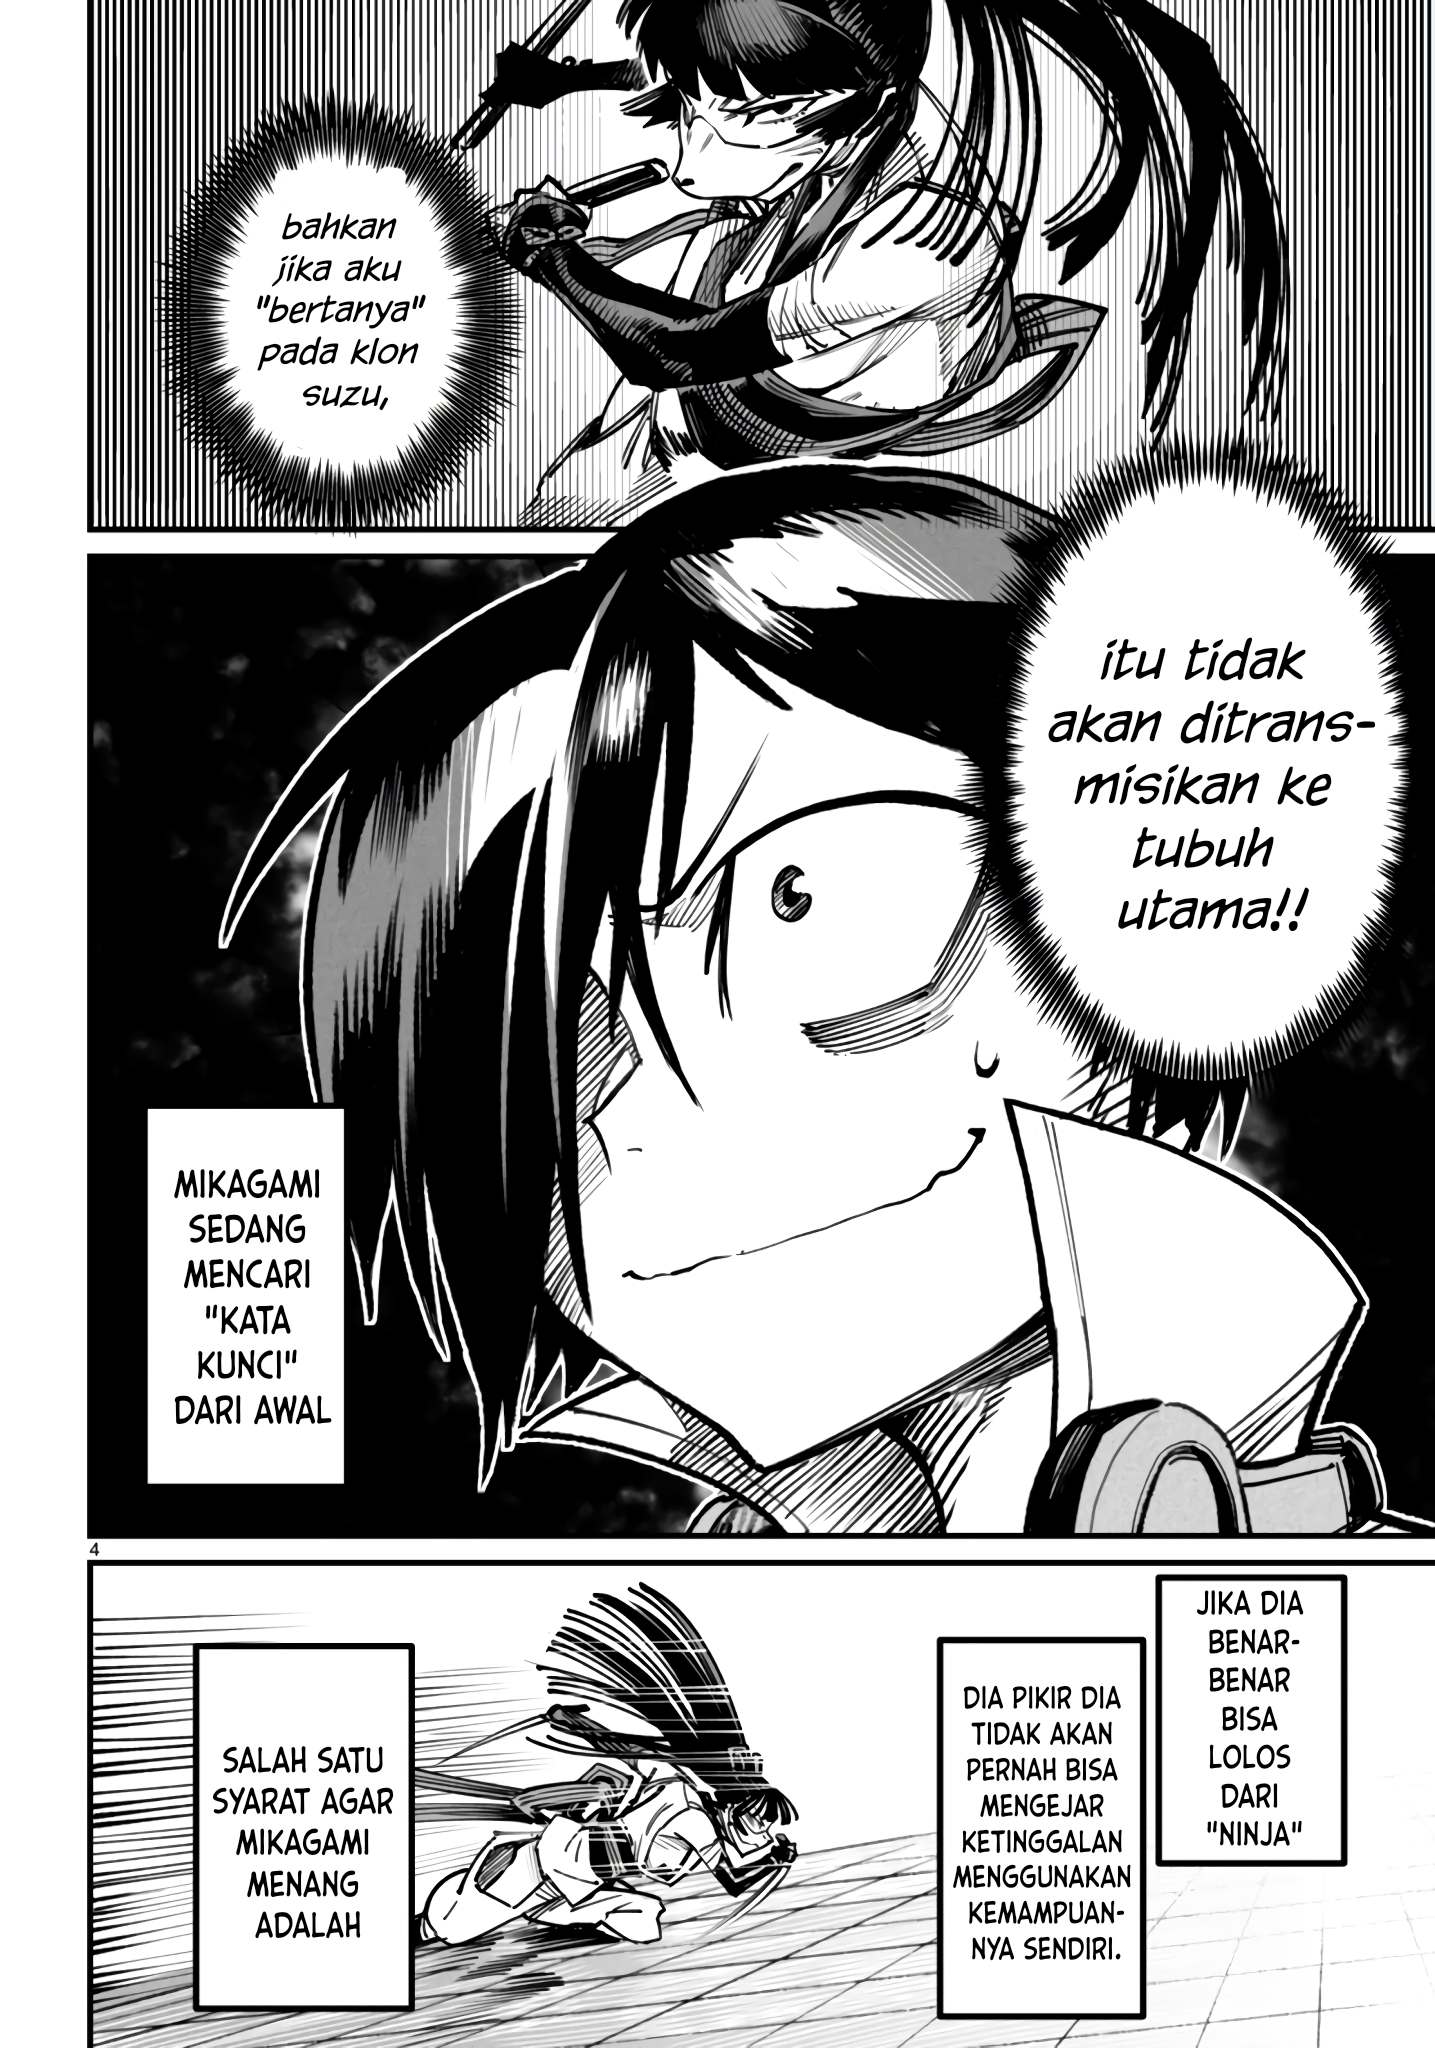 bahkan
jika aku
"bertanya"
pada klon
suzu,
itu tidak
akan ditrans-
misikan ke
tubuh
utama!!
MIKAGAMI
SEDANG
MENCARI
"KATA
KUNCI"
DARI AWAL
4
JIKA DIA
BENAR-
BENAR
BISA
LOLOS
DARI
"NINJA"
DIA PIKIR DIA
TIDAK AKAN
PERNAH BISA
MENGEJAR
KETINGGALAN
MENGGUNAKAN
KEMAMPUAN-
NYA SENDIRI.
SALAH SATU
SYARAT AGAR
MIKAGAMI
MENANG
ADALAH